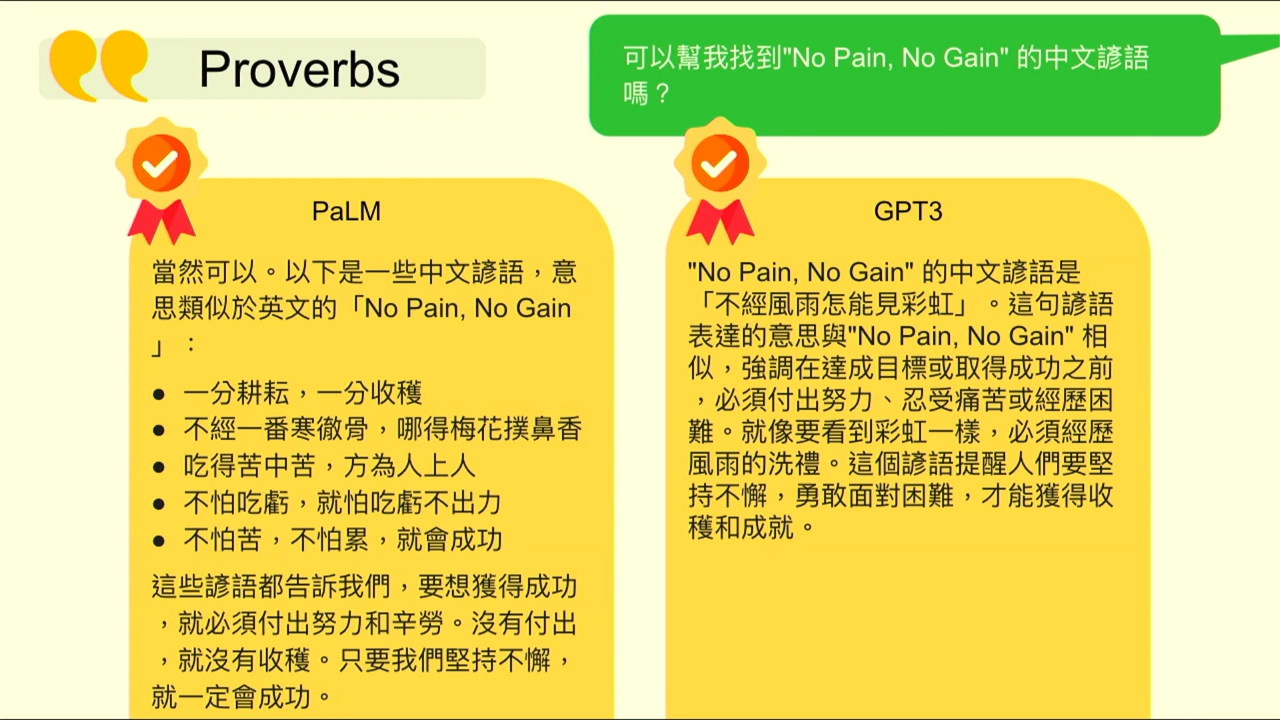 Proverbs
可以幫我找到"No Pain, No Gain" 的中文諺語
嗎？
PaLM
當然可以。以下是一些中文諺語，意
思類似於英文的「No Pain, No Gain
」：
● 一分耕耘，一分收穫
● 不經一番寒徹骨，哪得梅花撲鼻香
● 吃得苦中苦，方為人上人
● 不怕吃虧，就怕吃虧不出力
● 不怕苦，不怕累，就會成功
這些諺語都告訴我們，要想獲得成功
，就必須付出努力和辛勞。沒有付出
，就沒有收穫。只要我們堅持不懈，
就一定會成功。
GPT3
"No Pain, No Gain" 的中文諺語是
「不經風雨怎能見彩虹」。這句諺語
表達的意思與"No Pain, No Gain" 相
似，強調在達成目標或取得成功之前
，必須付出努力、忍受痛苦或經歷困
難。就像要看到彩虹一樣，必須經歷
風雨的洗禮。這個諺語提醒人們要堅
持不懈，勇敢面對困難，才能獲得收
穫和成就。